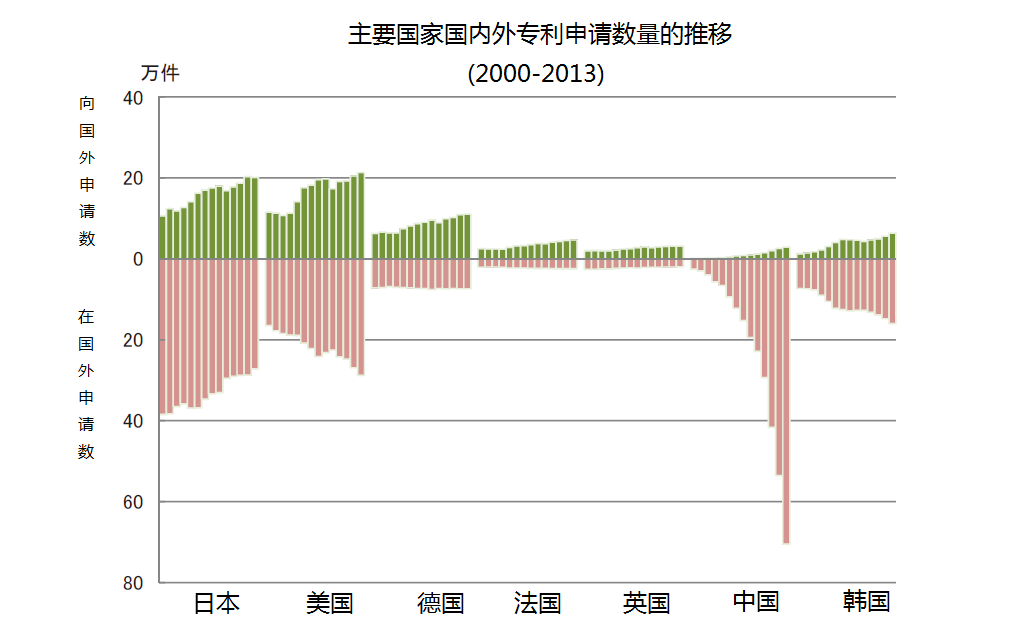 主要国家国内外专利申请数量的推移
(2000-2013)
万件
向国外申请数
40
20
0
在国外申请数
20
40
60
80
日本
美国
德国
法国
英国
中国
韩国